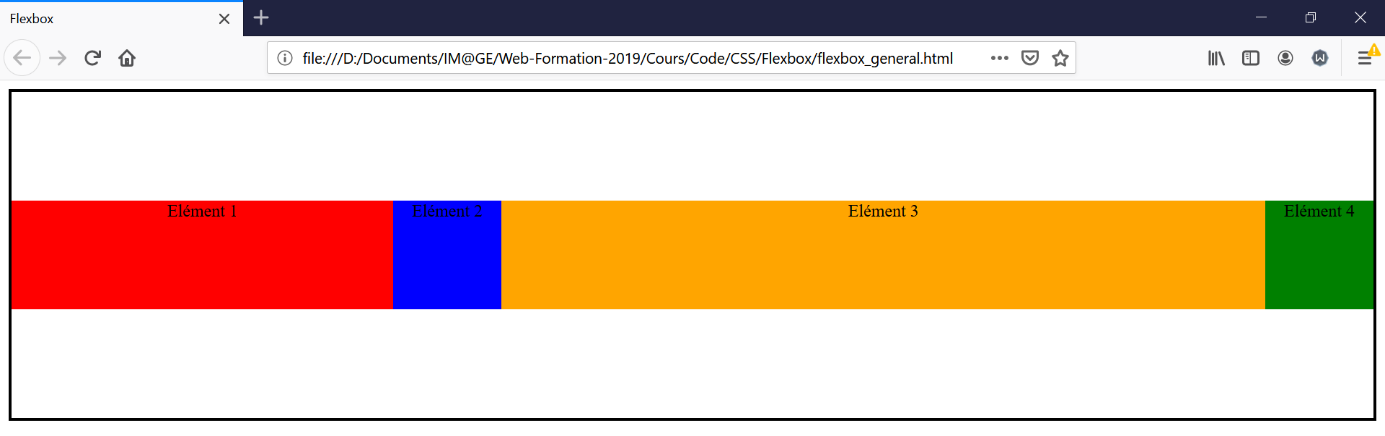 Flexbox
file:///D:/Documents/IM@GE/Web-Formation-2019/Cours/Code/CSS/Flexbox/flexbox_general.html
Elément 1
Elément 2
Elément 3
Elément 4